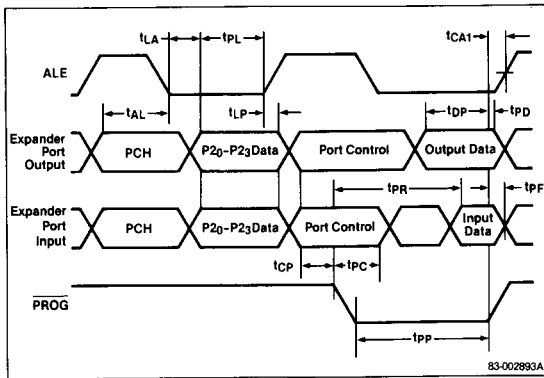 tLA tPL tCA1
ALE
tAL tLP tDP tPD
Expander
Port
Output
PCH P20-P23Data Port Control Output Data
tPR tPF
Expander
Port
Input
PCH P20-P23Data Port Control Input
Data
tCP tPC
PROG
tPP
83-002893A